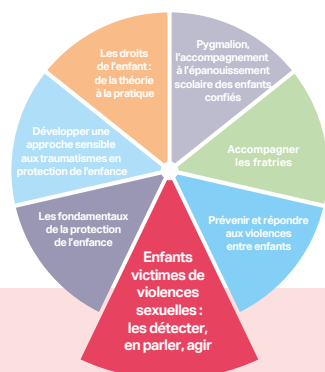 Les droits
de l'enfant :
de la théorie
à la pratique
Pygmalion,
l'accompagnement
à l'épanouissement
scolaire des enfants
confiés
Accompagner
les fratries
Prévenir et répondre
aux violences
entre enfants
Enfants
victimes de
violences
sexuelles :
les détecter,
en parler, agir
Les fondamentaux
de la protection
de l'enfance
Développer une
approche sensible
aux traumatismes en
protection de l'enfance